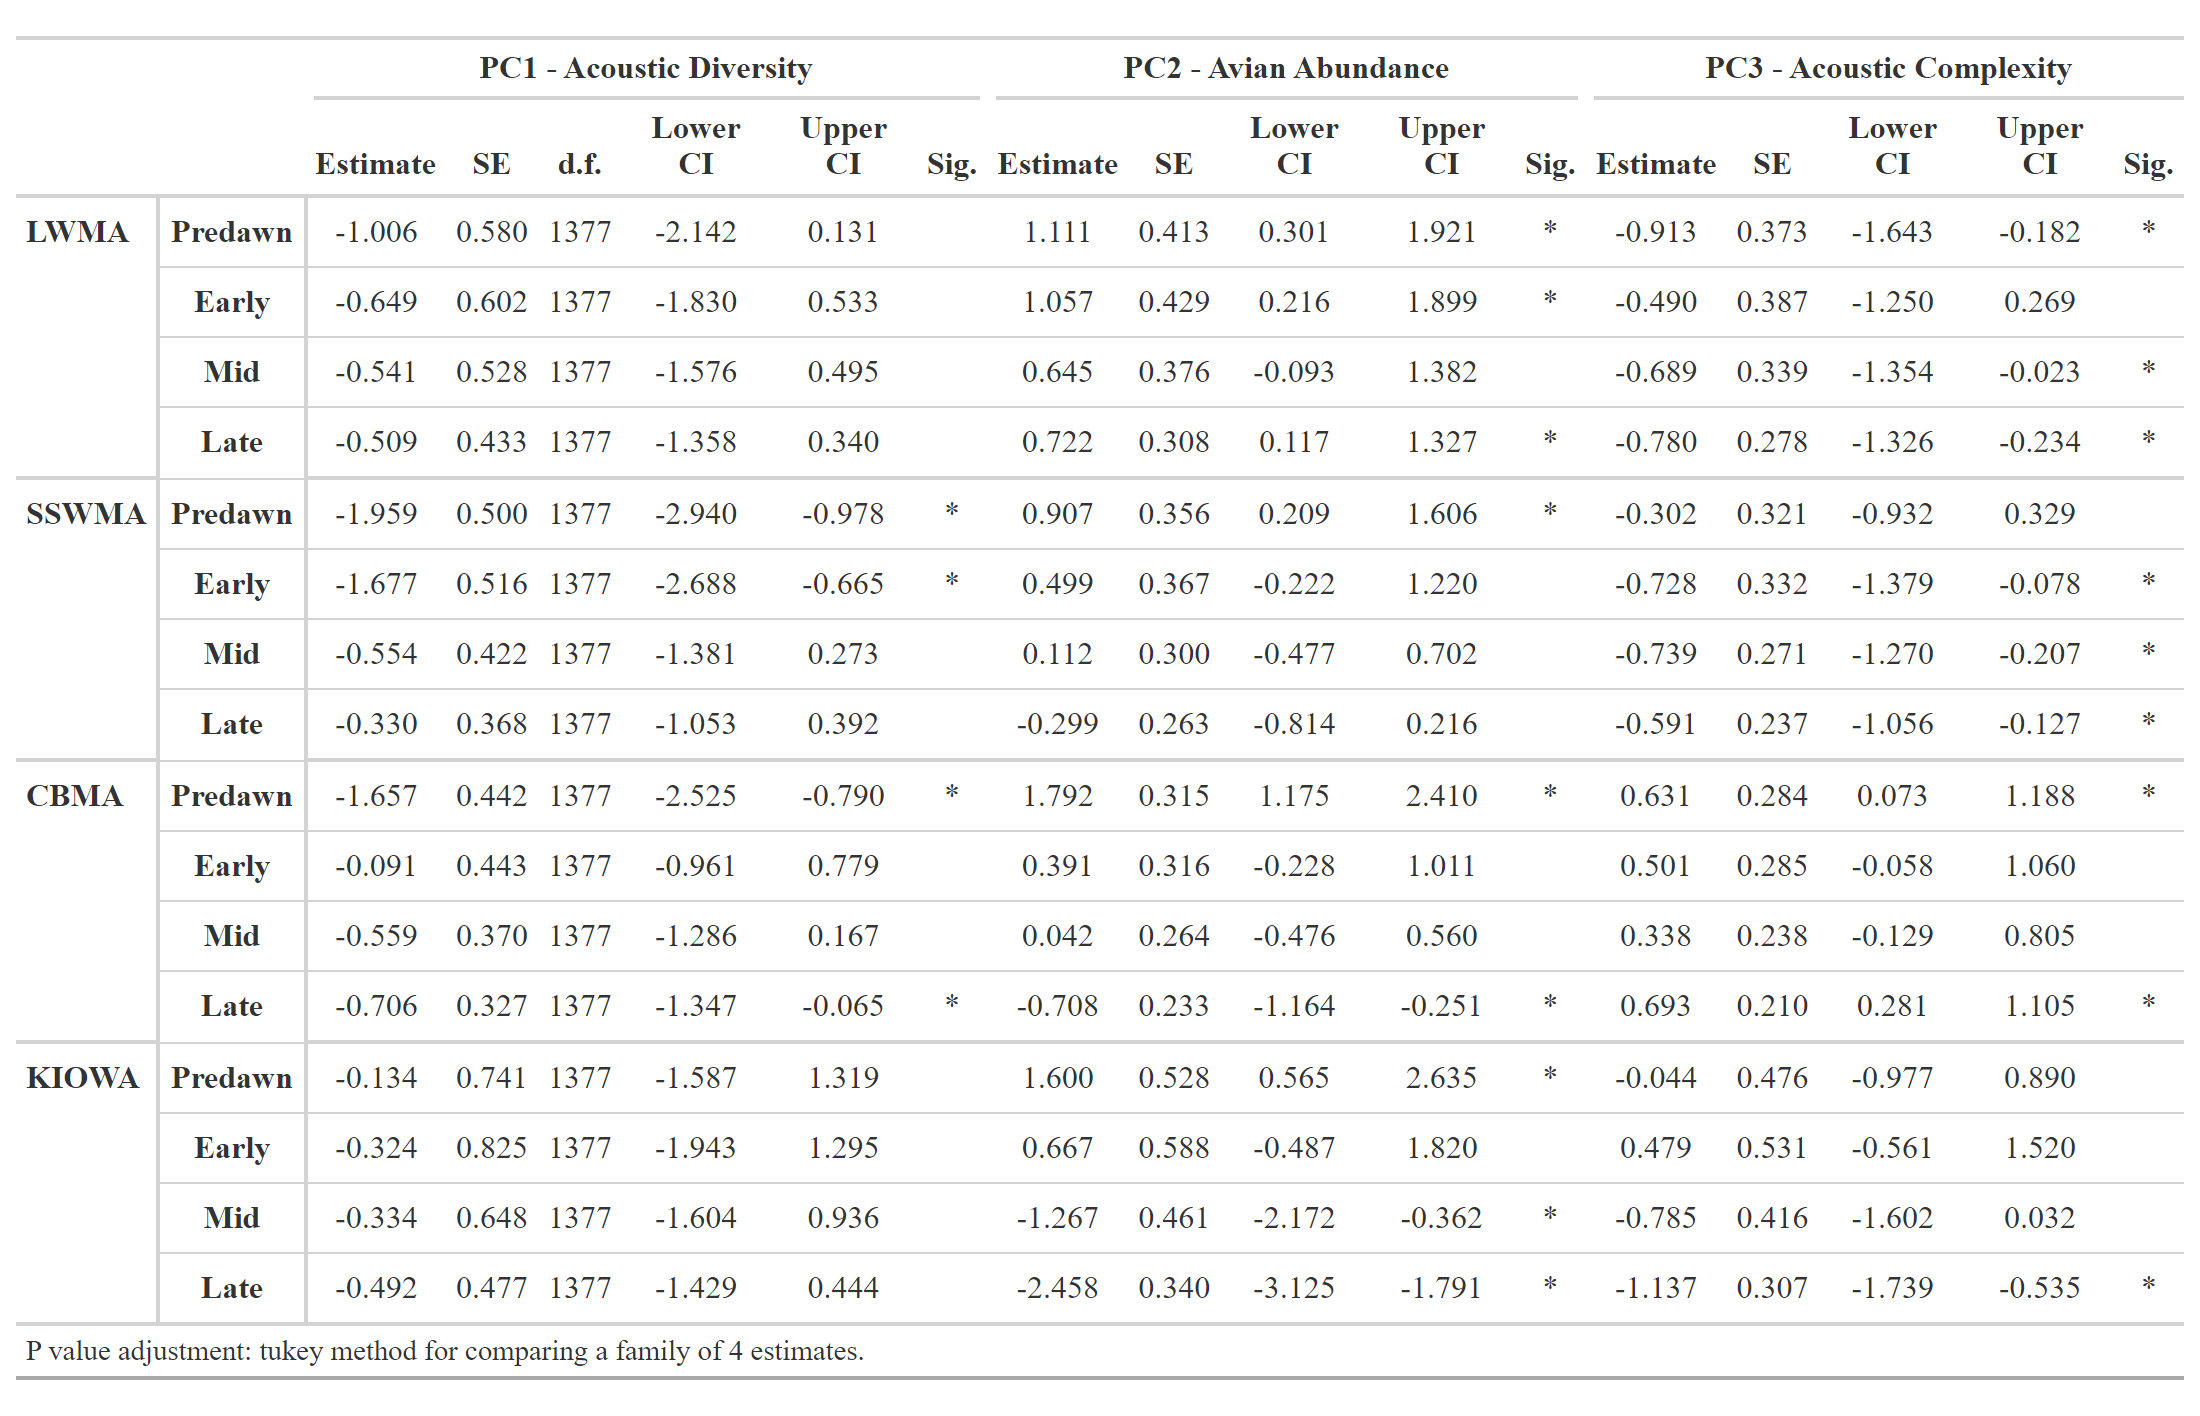 PC1 - Acoustic Diversity PC2 - Avian Abundance PC3 - Acoustic Complexity
Lower Upper Lower Upper Lower Upper
Estimate SE d.f. CI CI Sig. Estimate SE CI CI Sig. Estimate SE CI CI Sig.
LWMA Predawn -1.006 0.580 1377 -2.142 0.131 1.111 0.413 0.301 1.921 * -0.913 0.373 -1.643 -0.182 *
Early -0.649 0.602 1377 -1.830 0.533 1.057 0.429 0.216 1.899 * -0.490 0.387 -1.250 0.269
Mid -0.541 0.528 1377 -1.576 0.495 0.645 0.376 -0.093 1.382 -0.689 0.339 -1.354 -0.023 *
Late -0.509 0.433 1377 -1.358 0.340 0.722 0.308 0.117 1.327 * -0.780 0.278 -1.326 -0.234 *
SSWMA Predawn -1.959 0.500 1377 -2.940 -0.978 * 0.907 0.356 0.209 1.606 * -0.302 0.321 -0.932 0.329
Early -1.677 0.516 1377 -2.688 -0.665 * 0.499 0.367 -0.222 1.220 -0.728 0.332 -1.379 -0.078 *
Mid -0.554 0.422 1377 -1.381 0.273 0.112 0.300 -0.477 0.702 -0.739 0.271 -1.270 -0.207 *
Late -0.330 0.368 1377 -1.053 0.392 -0.299 0.263 -0.814 0.216 -0.591 0.237 -1.056 -0.127 *
CBMA Predawn -1.657 0.442 1377 -2.525 -0.790 * 1.792 0.315 1.175 2.410 * 0.631 0.284 0.073 1.188 *
Early -0.091 0.443 1377 -0.961 0.779 0.391 0.316 -0.228 1.011 0.501 0.285 -0.058 1.060
Mid -0.559 0.370 1377 -1.286 0.167 0.042 0.264 -0.476 0.560 0.338 0.238 -0.129 0.805
Late -0.706 0.327 1377 -1.347 -0.065 * -0.708 0.233 -1.164 -0.251 * 0.693 0.210 0.281 1.105 *
KIOWA Predawn -0.134 0.741 1377 -1.587 1.319 1.600 0.528 0.565 2.635 * -0.044 0.476 -0.977 0.890
Early -0.324 0.825 1377 -1.943 1.295 0.667 0.588 -0.487 1.820 0.479 0.531 -0.561 1.520
Mid -0.334 0.648 1377 -1.604 0.936 -1.267 0.461 -2.172 -0.362 * -0.785 0.416 -1.602 0.032
Late -0.492 0.477 1377 -1.429 0.444 -2.458 0.340 -3.125 -1.791 * -1.137 0.307 -1.739 -0.535 *
P value adjustment: tukey method for comparing a family of 4 estimates.